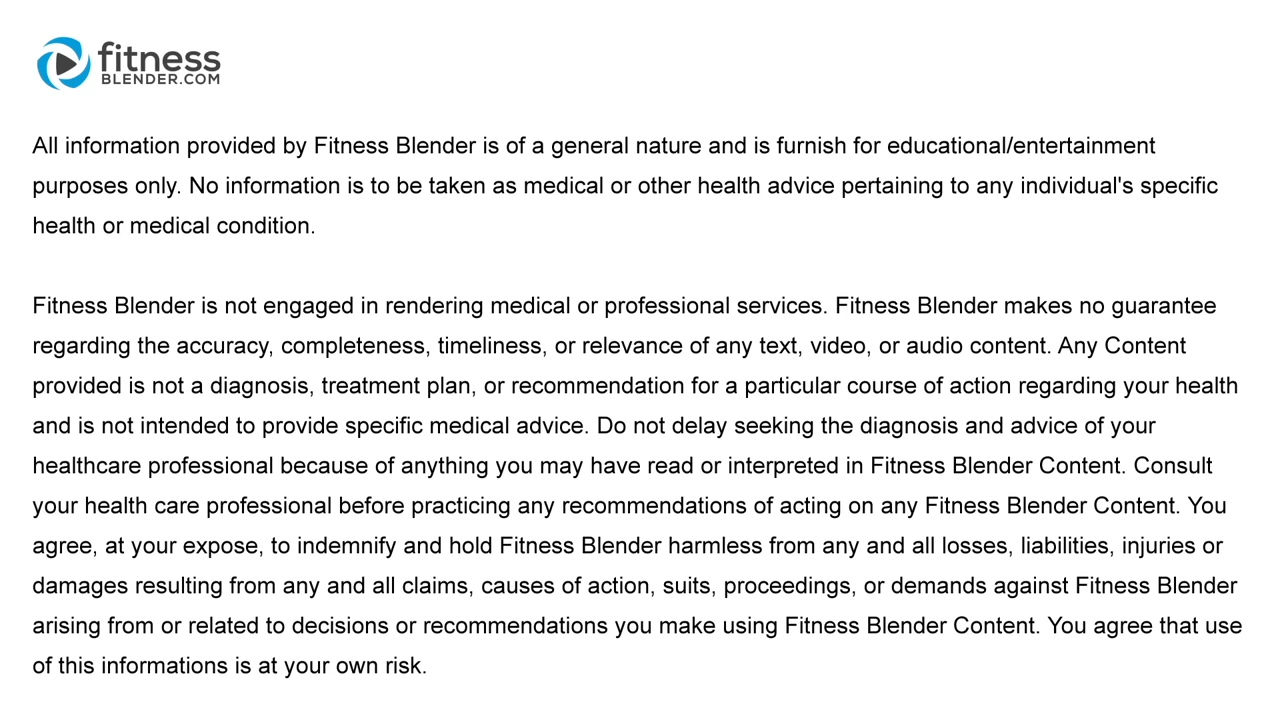 fitness
BLENDER.COM
All information provided by Fitness Blender is of a general nature and is furnish for educational/entertainment
purposes only. No information is to be taken as medical or other health advice pertaining to any individual's specific
health or medical condition.
Fitness Blender is not engaged in rendering medical or professional services. Fitness Blender makes no guarantee
regarding the accuracy, completeness, timeliness, or relevance of any text, video, or audio content. Any Content
provided is not a diagnosis, treatment plan, or recommendation for a particular course of action regarding your health
and is not intended to provide specific medical advice. Do not delay seeking the diagnosis and advice of your
healthcare professional because of anything you may have read or interpreted in Fitness Blender Content. Consult
your health care professional before practicing any recommendations of acting on any Fitness Blender Content. You
agree, at your expose, to indemnify and hold Fitness Blender harmless from any and all losses, liabilities, injuries or
damages resulting from any and all claims, causes of action, suits, proceedings, or demands against Fitness Blender
arising from or related to decisions or recommendations you make using Fitness Blender Content. You agree that use
of this informations is at your own risk.